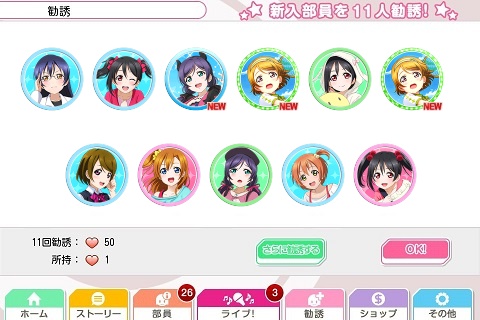 勧誘
新入部員を11人勧誘!
NEW
NEW
NEW
11回勧誘: 50
所持: 1
さらに勧誘する
OK!
26
3
ホーム
ストーリー
部員
ライブ!
勧誘
ショップ
その他